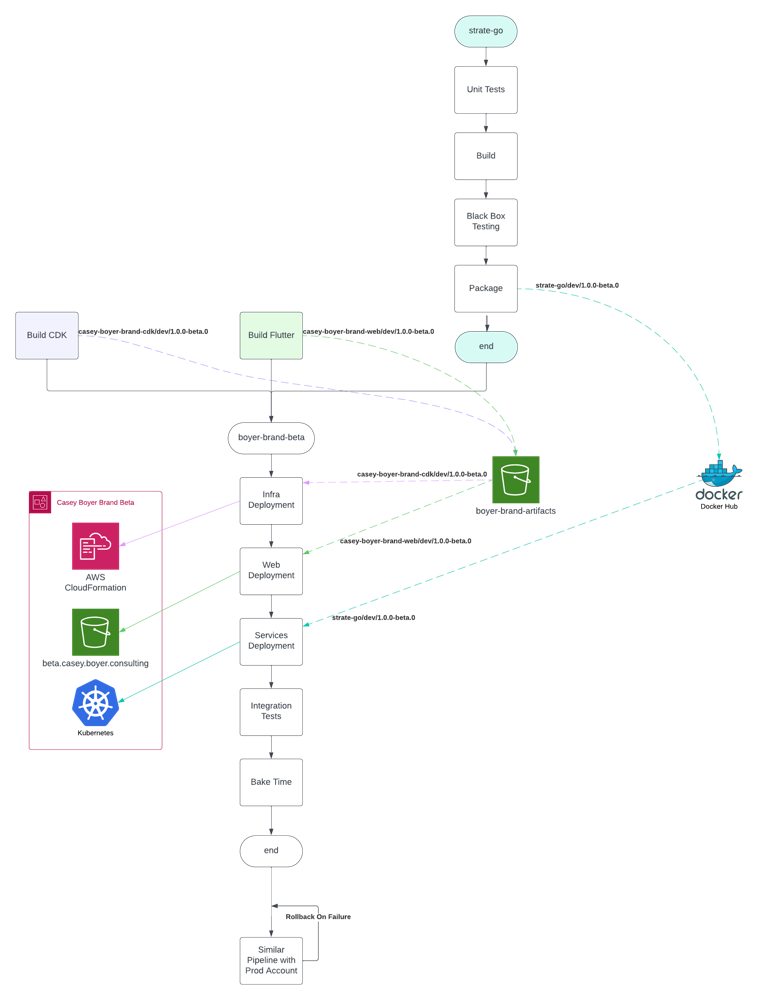 strate-go
Unit Tests
Build
Black Box
Testing
Package
strate-go/dev/1.0.0-beta.0
Build CDK
casey-boyer-brand-cdk/dev/1.0.0-beta.0
Build Flutter
casey-boyer-brand-web/dev/1.0.0-beta.0
end
boyer-brand-beta
casey-boyer-brand-cdk/dev/1.0.0-beta.0
boyer-brand-artifacts
docker
Docker Hub
Casey Boyer Brand Beta
Infra
Deployment
AWS
CloudFormation
casey-boyer-brand-web/dev/1.0.0-beta.0
Web
Deployment
beta.casey.boyer.consulting
strate-go/dev/1.0.0-beta.0
Services
Deployment
Kubernetes
Integration
Tests
Bake Time
end
Rollback On Failure
Similar
Pipeline with
Prod Account